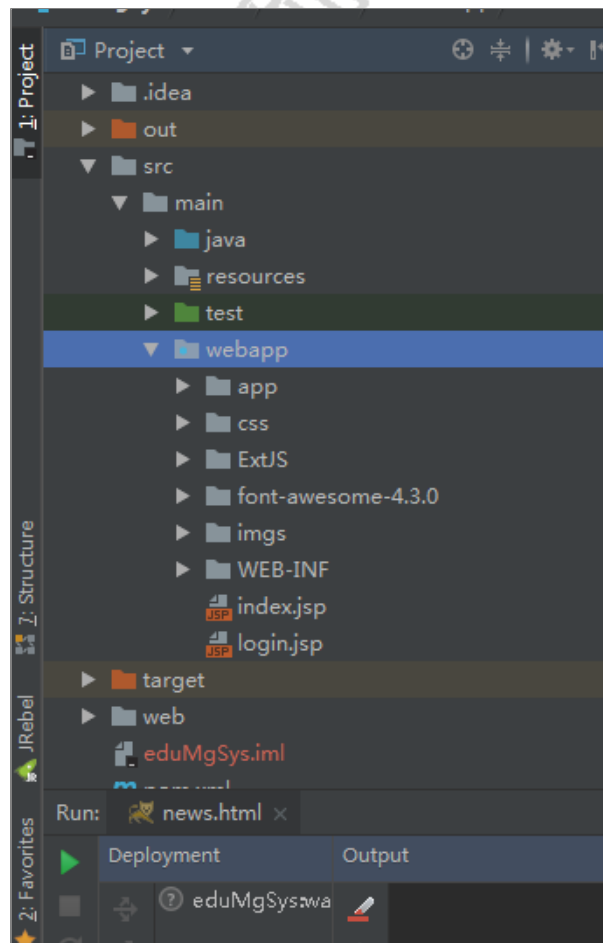 1: Project
Project
.idea
out
src
main
java
resources
test
webapp
app
css
ExtJS
font-awesome-4.3.0
imgs
WEB-INF
JSP index.jsp
JSP login.jsp
target
web
eduMgSys.iml
7: Structure
JRebel
2: Favorites
Run: news.html
Deployment Output
eduMgSys:wa